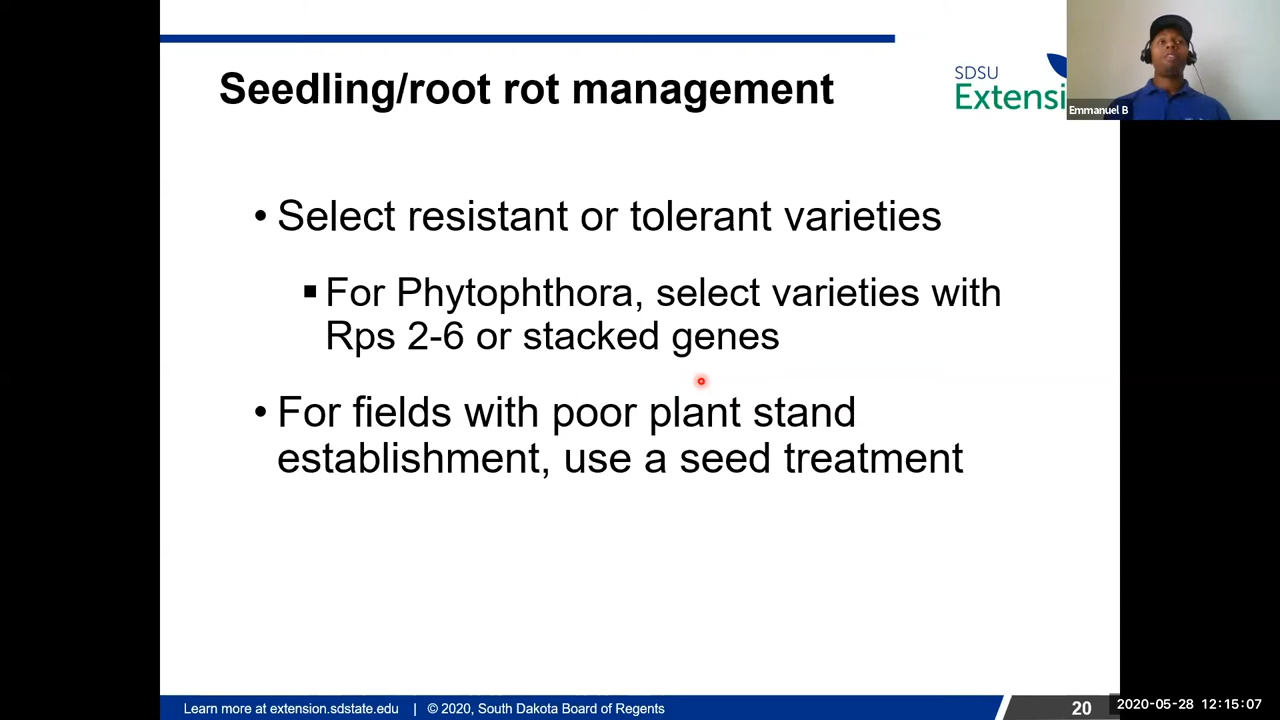 Seedling/root rot management
SDSU
Extensi
Emmanuel B
• Select resistant or tolerant varieties
▪ For Phytophthora, select varieties with
Rps 2-6 or stacked genes
• For fields with poor plant stand
establishment, use a seed treatment
Learn more at extension.sdstate.edu | © 2020, South Dakota Board of Regents
20
2020-05-28 12:15:07